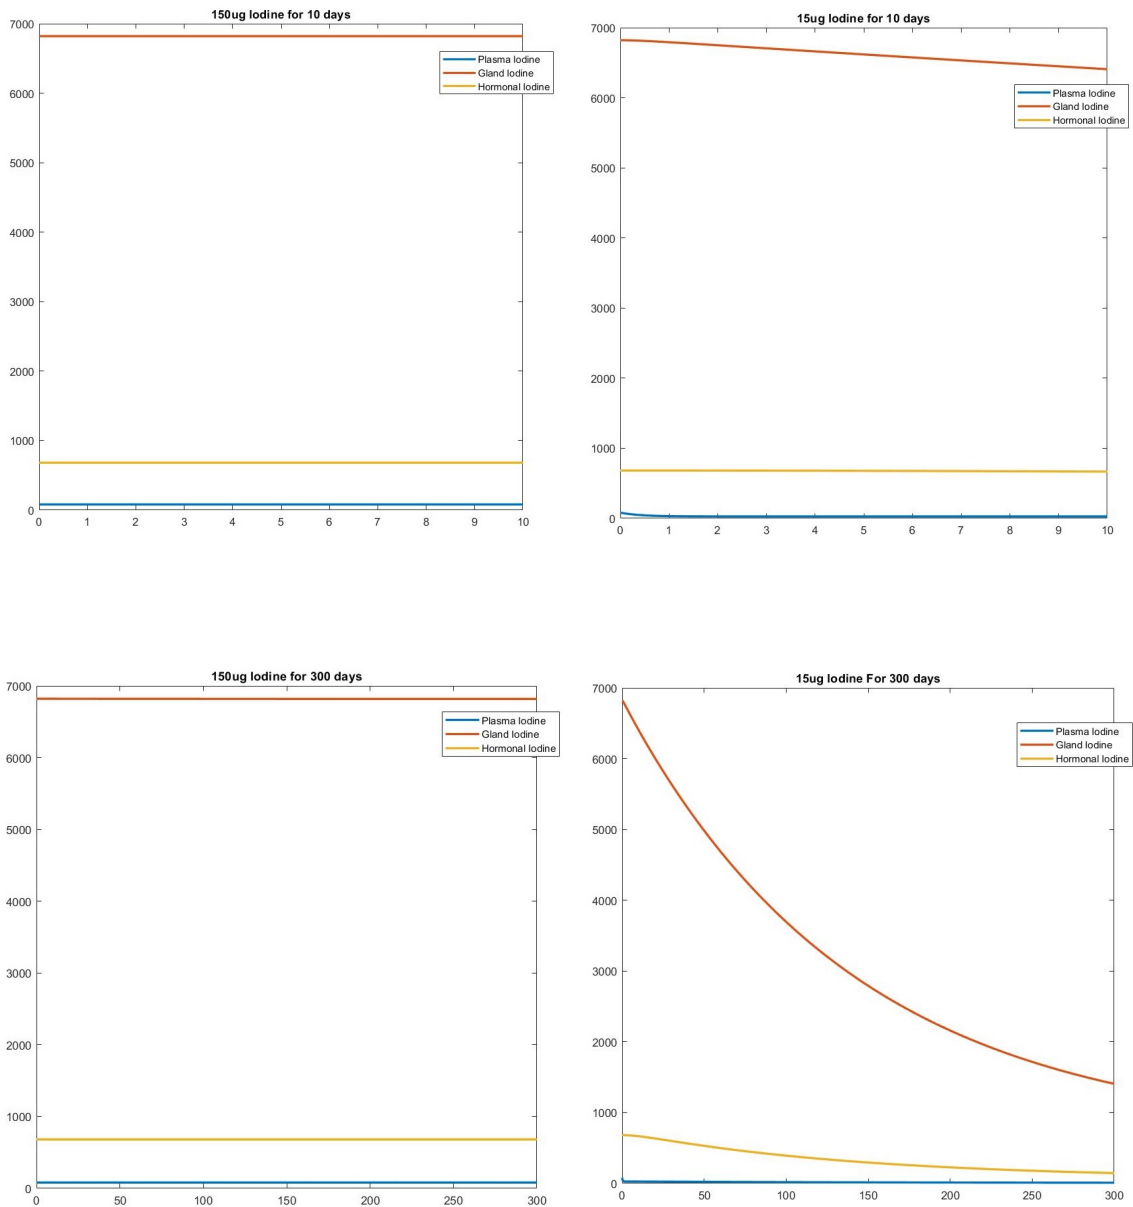 150ug Iodine for 10 days
7000
6000
5000
4000
3000
2000
1000
0
0 1 2 3 4 5 6 7 8 9 10
Plasma Iodine
Gland Iodine
Hormonal Iodine
15ug Iodine for 10 days
7000
6000
5000
4000
3000
2000
1000
0
0 1 2 3 4 5 6 7 8 9 10
Plasma Iodine
Gland Iodine
Hormonal Iodine
150ug Iodine for 300 days
7000
6000
5000
4000
3000
2000
1000
0
0 50 100 150 200 250 300
Plasma Iodine
Gland Iodine
Hormonal Iodine
15ug Iodine For 300 days
7000
6000
5000
4000
3000
2000
1000
0
0 50 100 150 200 250 300
Plasma Iodine
Gland Iodine
Hormonal Iodine